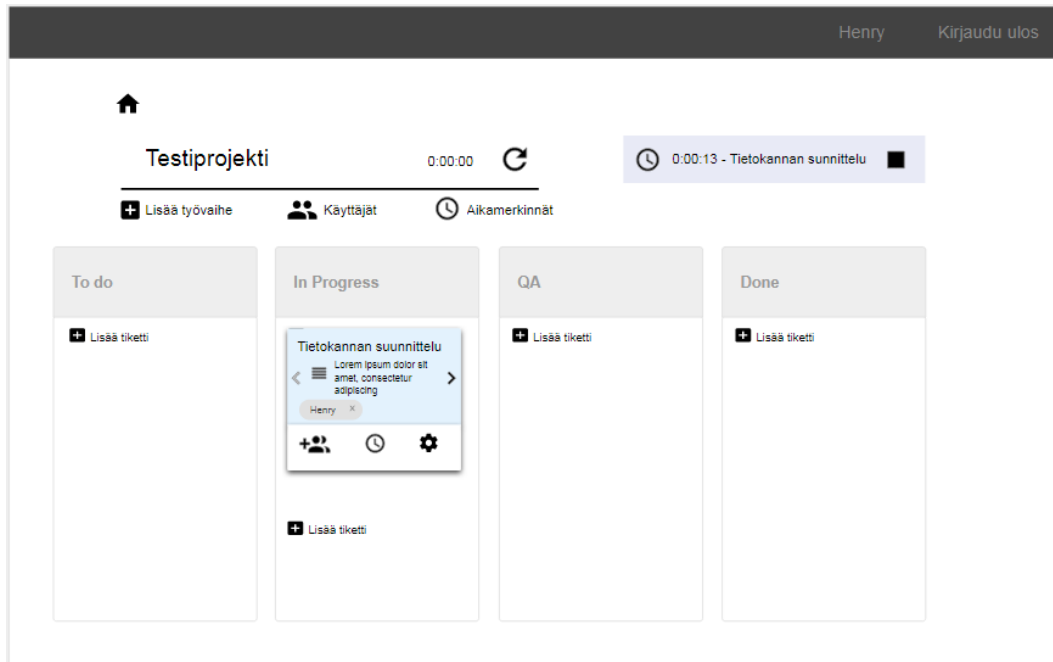 Henry Kirjaudu ulos
Testiprojekti 0:00:00
0:00:13 - Tietokannan sunnittelu
Lisää työvaihe Käyttäjät Aikamerkinnät
To do In Progress QA Done
Lisää tiketti
Tietokannan suunnittelu
Lorem ipsum dolor sit
amet, consectetur
adipiscing
Henry x
Lisää tiketti
Lisää tiketti
Lisää tiketti